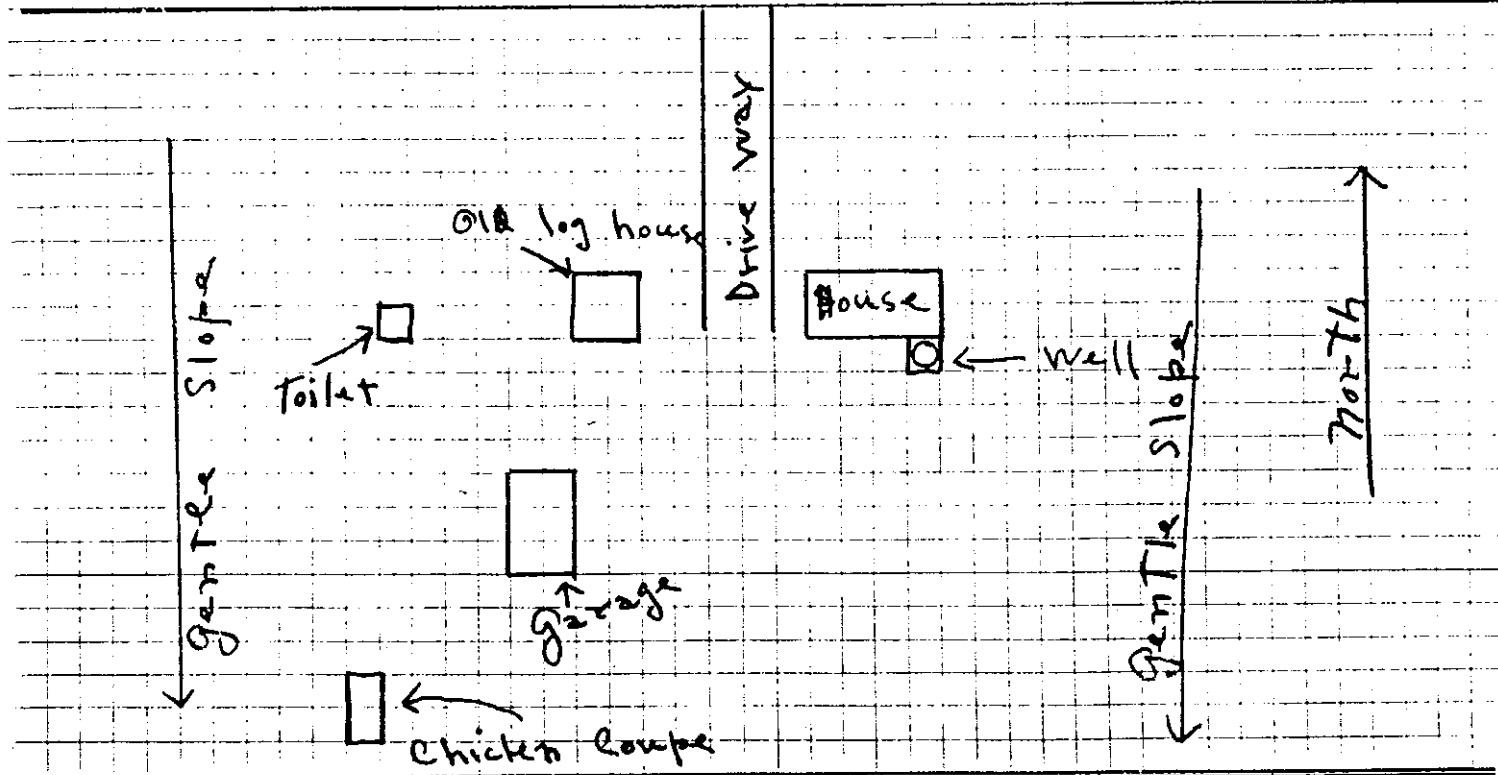 Drive way
Old log house
House
Toilet
Well
genTle Slope
genTle Slope
North
garage
Chicken Coupe